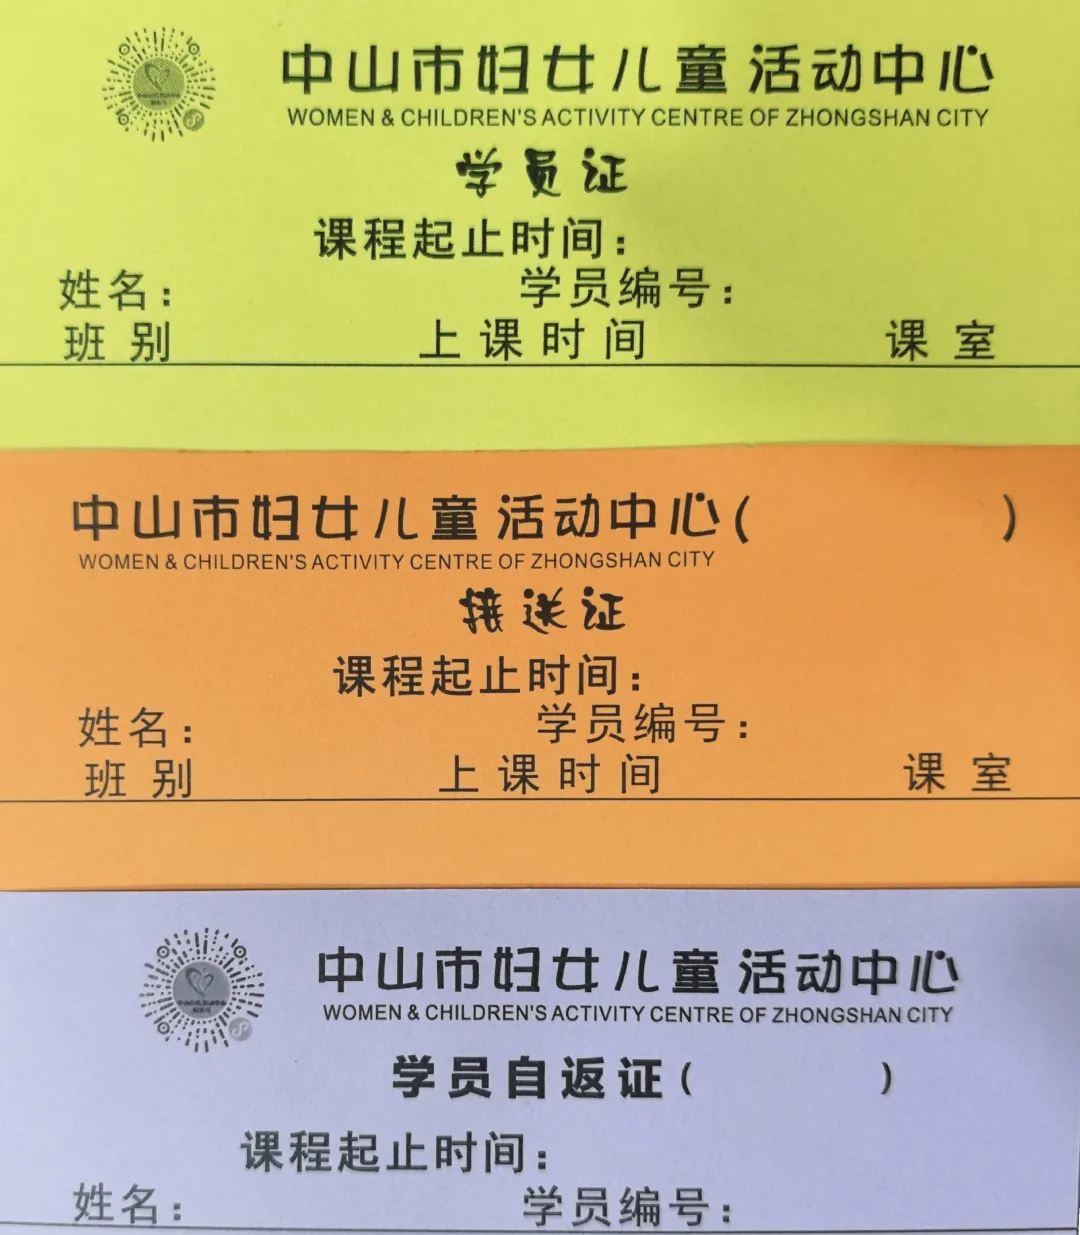 中山市妇女儿童活动中心
WOMEN & CHILDREN'S ACTIVITY CENTRE OF ZHONGSHAN CITY
学员证
课程起止时间：
姓名： 学员编号：
班别 上课时间 课室
中山市妇女儿童活动中心( )
WOMEN & CHILDREN'S ACTIVITY CENTRE OF ZHONGSHAN CITY
接送证
课程起止时间：
姓名： 学员编号：
班别 上课时间 课室
中山市妇女儿童活动中心
WOMEN & CHILDREN'S ACTIVITY CENTRE OF ZHONGSHAN CITY
学员自返证( )
课程起止时间：
姓名： 学员编号：